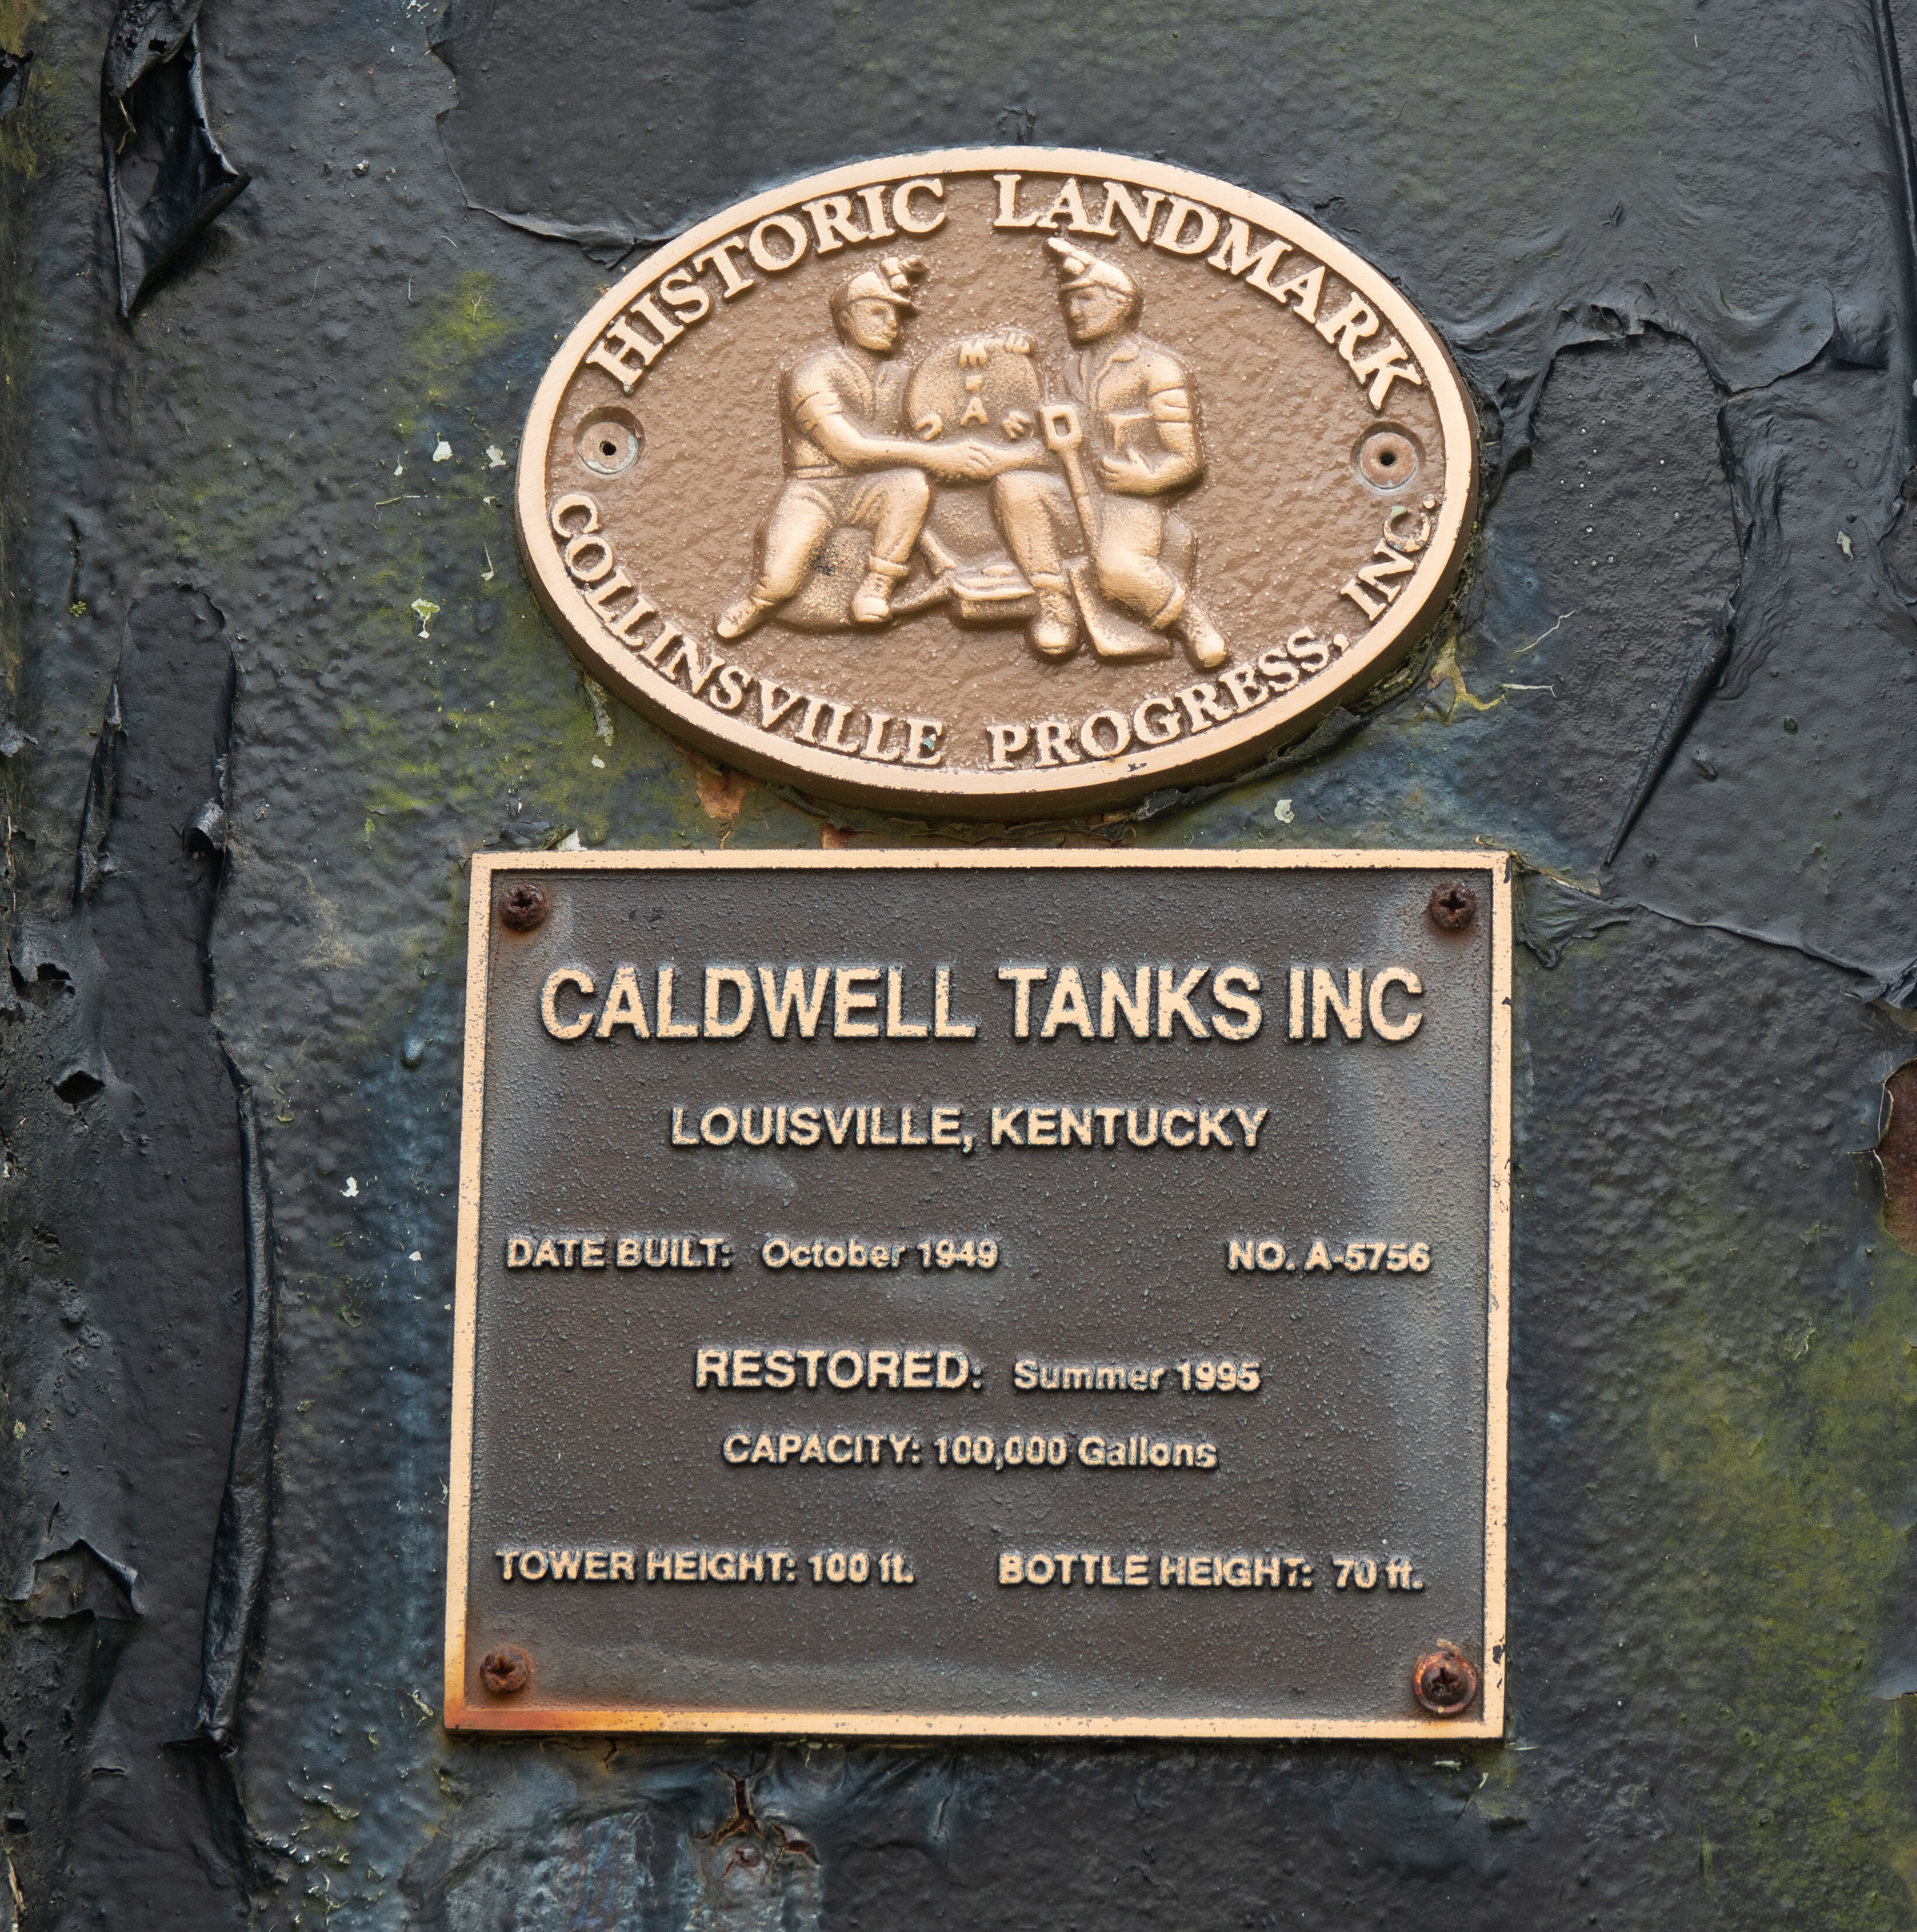 HISTORIC LANDMARK
COLLINSVILLE PROGRESS, INC.
CALDWELL TANKS INC
LOUISVILLE, KENTUCKY
DATE BUILT: October 1949 NO. A-5756
RESTORED: Summer 1995
CAPACITY: 100,000 Gallons
TOWER HEIGHT: 100 ft. BOTTLE HEIGHT: 70 ft.